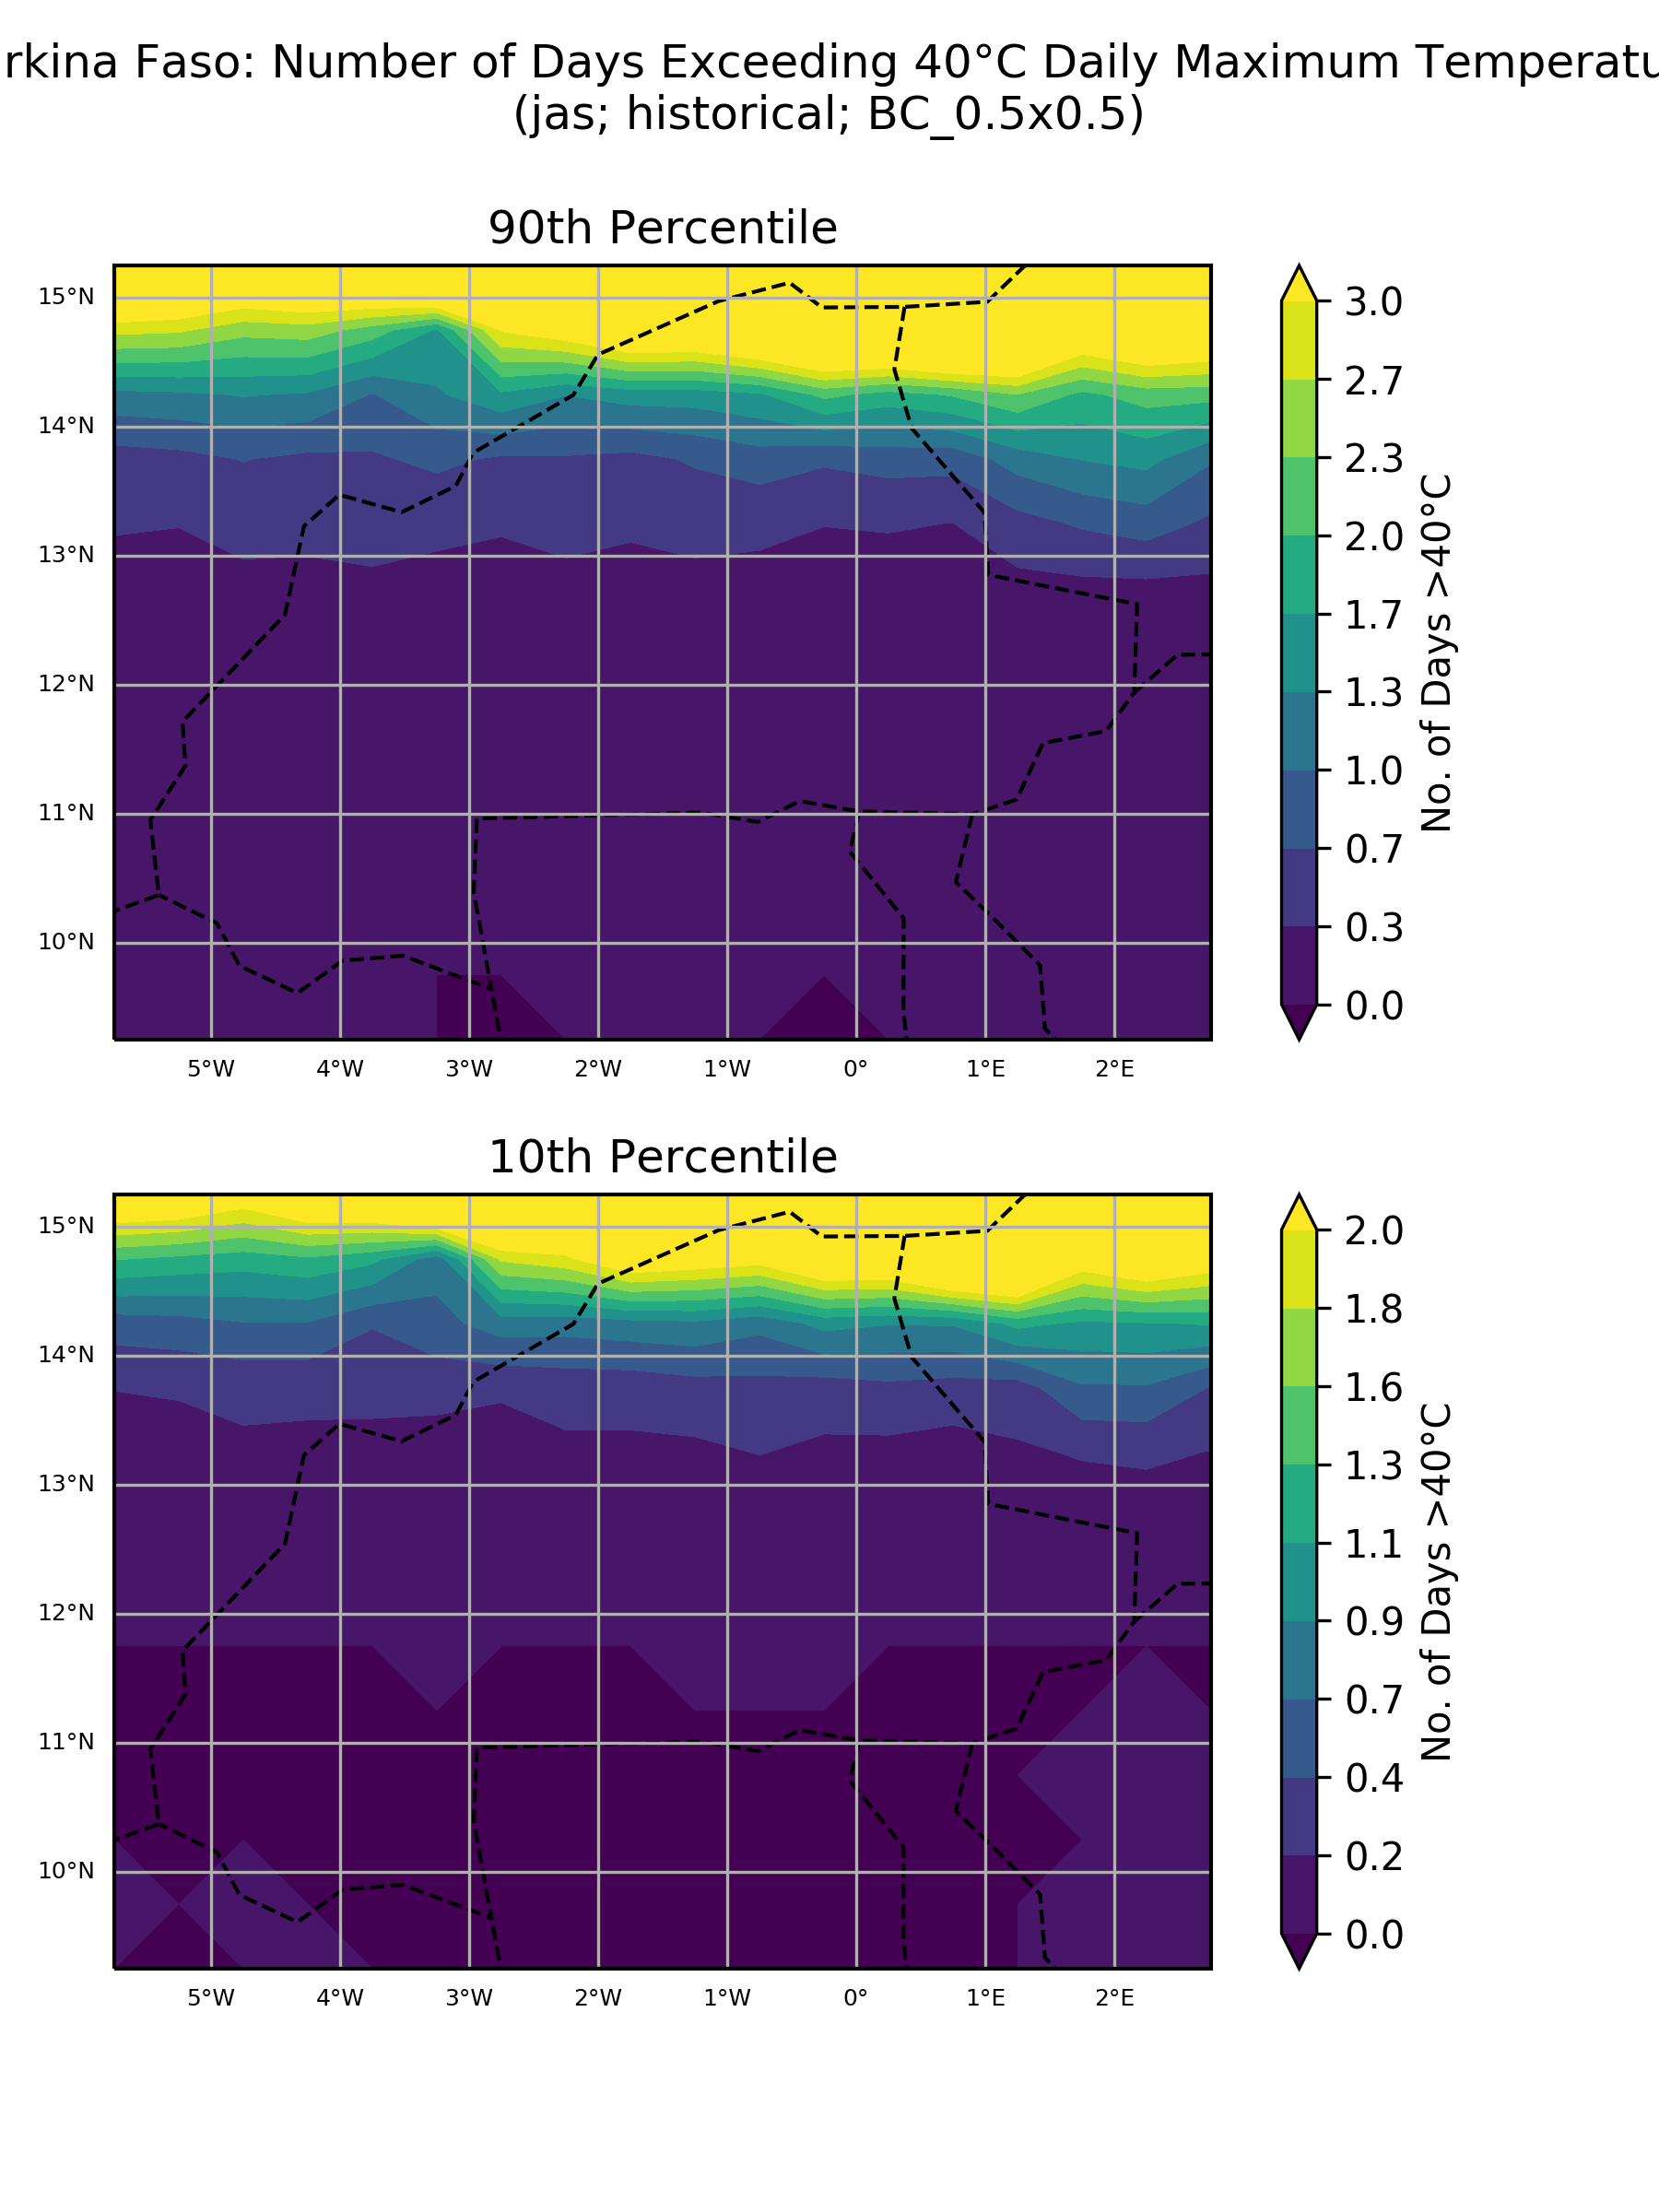 rkina Faso: Number of Days Exceeding 40°C Daily Maximum Temperatu
(jas; historical; BC_0.5x0.5)
90th Percentile
15°N
14°N
13°N
12°N
11°N
10°N
5°W 4°W 3°W 2°W 1°W 0° 1°E 2°E
3.0
2.7
2.3
2.0
1.7
1.3
1.0
0.7
0.3
0.0
No. of Days >40°C
10th Percentile
15°N
14°N
13°N
12°N
11°N
10°N
5°W 4°W 3°W 2°W 1°W 0° 1°E 2°E
2.0
1.8
1.6
1.3
1.1
0.9
0.7
0.4
0.2
0.0
No. of Days >40°C